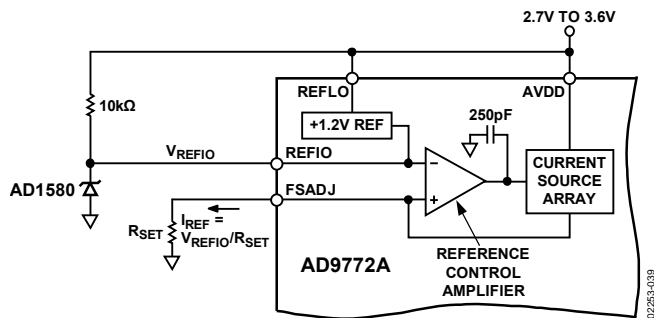 2.7V TO 3.6V
REFLO
AVDD
10kΩ
+1.2V REF
250pF
VREFIO
REFIO
–
CURRENT
SOURCE
ARRAY
AD1580
FSADJ
+
IREF =
VREFIO/RSET
RSET
AD9772A
REFERENCE
CONTROL
AMPLIFIER
02253-039